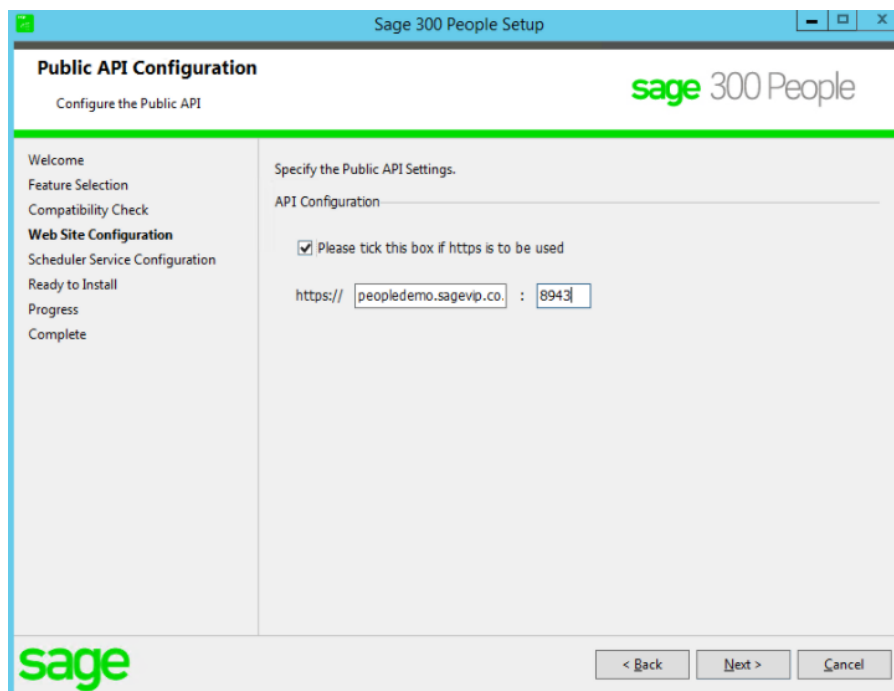 Sage 300 People Setup
Public API Configuration
Configure the Public API
sage 300 People
Welcome
Feature Selection
Compatibility Check
Web Site Configuration
Scheduler Service Configuration
Ready to Install
Progress
Complete
Specify the Public API Settings.
API Configuration
Please tick this box if https is to be used
https:// peopledemo.sagevip.co. : 8943
sage
< Back Next > Cancel